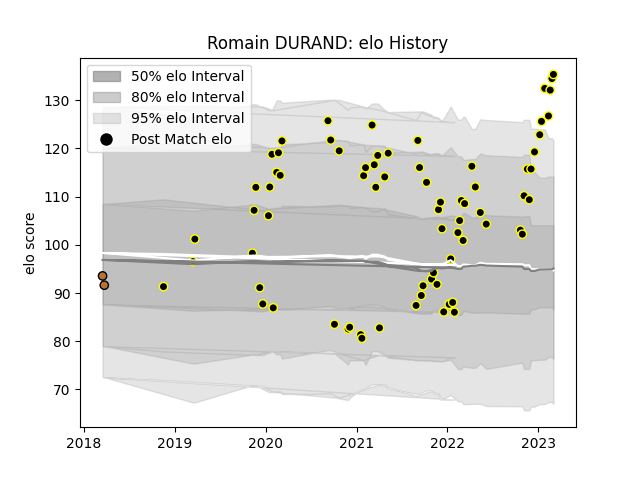 Romain DURAND: elo History
50% elo Interval
80% elo Interval
95% elo Interval
Post Match elo
elo score
130
120
110
100
90
80
70
2018 2019 2020 2021 2022 2023